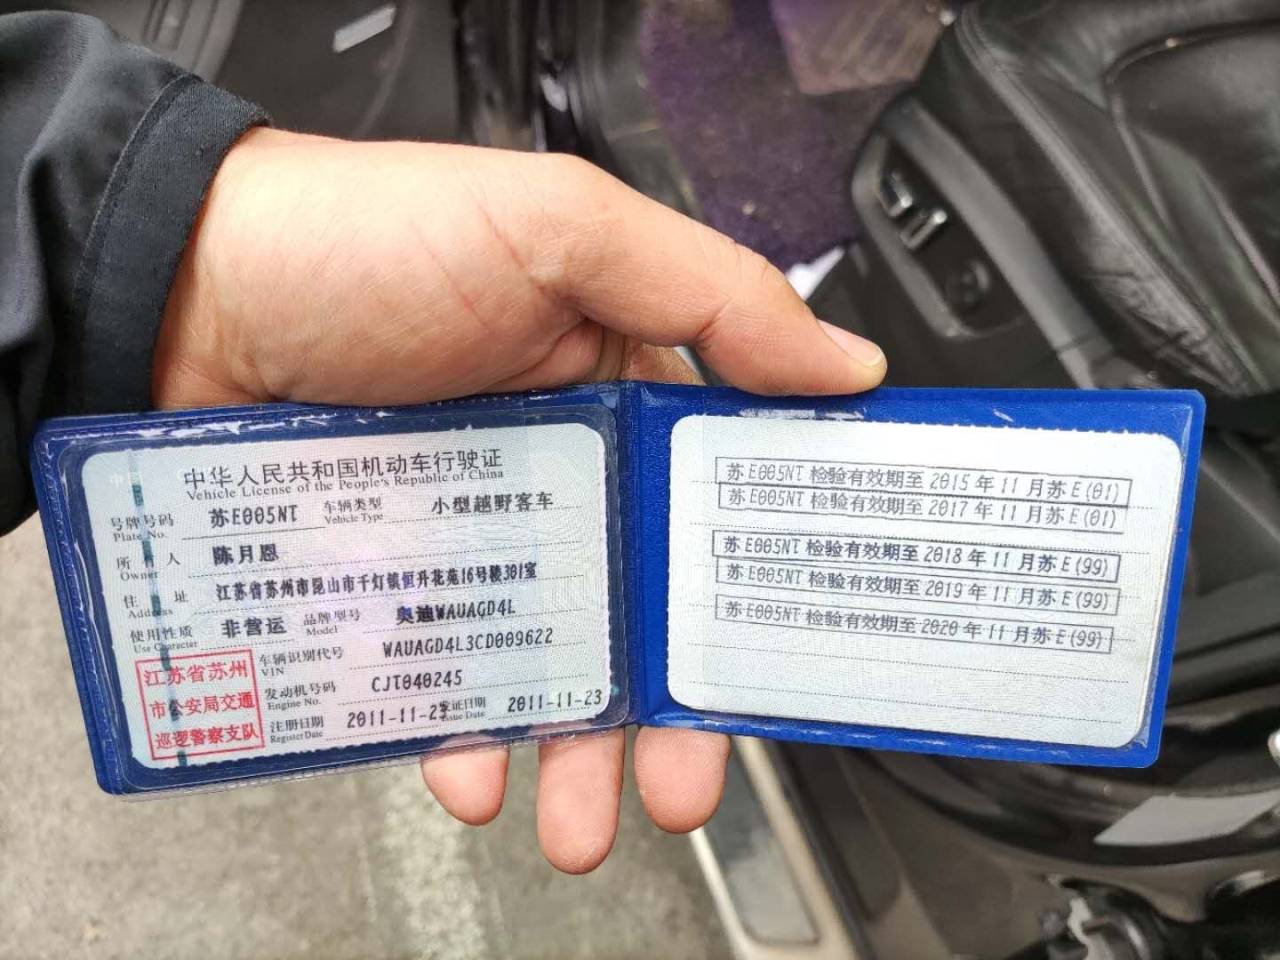 中华人民共和国机动车行驶证
Vehicle License of the People's Republic of China
号牌号码 苏E005NT 车辆类型 小型越野客车
Plate No. Vehicle Type
所有人 陈月恩
Owner
住址 江苏省苏州市昆山市千灯镇恒升花苑16号楼301室
Address
使用性质 非营运 品牌型号 奥迪WAUAGD4L
Use Character Model
车辆识别代号 WAUAGD4L3CD009622
VIN
发动机号码 CJT040245
Engine No.
注册日期 2011-11-23 发证日期 2011-11-23
Register Date Issue Date
江苏省苏州
市公安局交通
巡逻警察支队
苏E005NT 检验有效期至 2015 年 11 月苏 E(01)
苏E005NT 检验有效期至 2017 年 11 月苏 E(01)
苏E005NT 检验有效期至 2018 年 11 月苏 E(99)
苏E005NT 检验有效期至 2019 年 11 月苏 E(99)
苏E005NT 检验有效期至 2020 年 11 月苏 E(99)